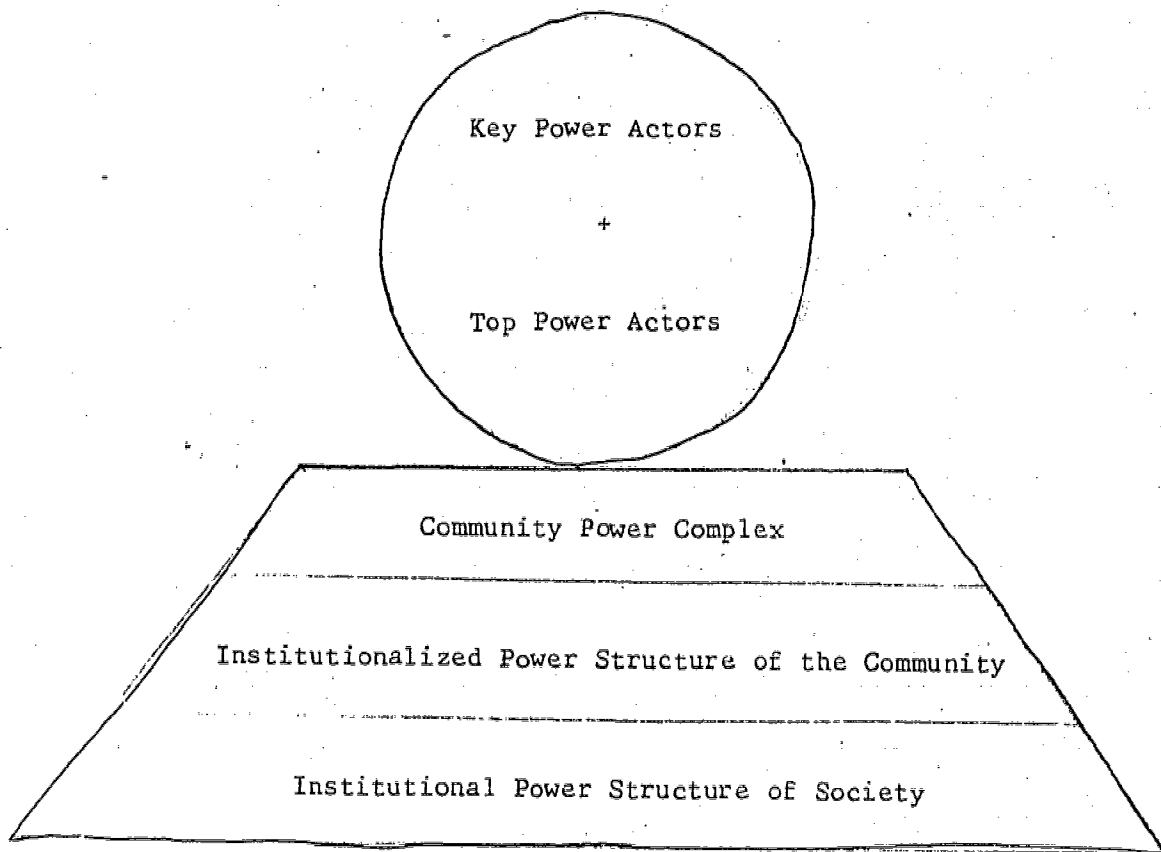 Key Power Actors
+
Top Power Actors
Community Power Complex
Institutionalized Power Structure of the Community
Institutional Power Structure of Society